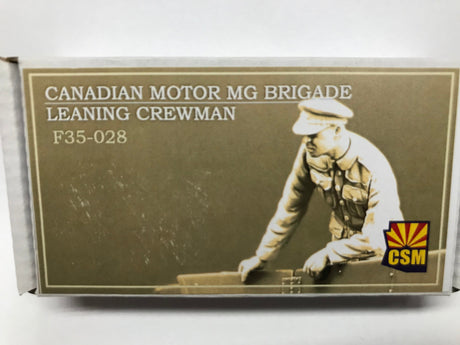 CANADIAN MOTOR MG BRIGADE
LEANING CREWMAN
F35-028
CSM